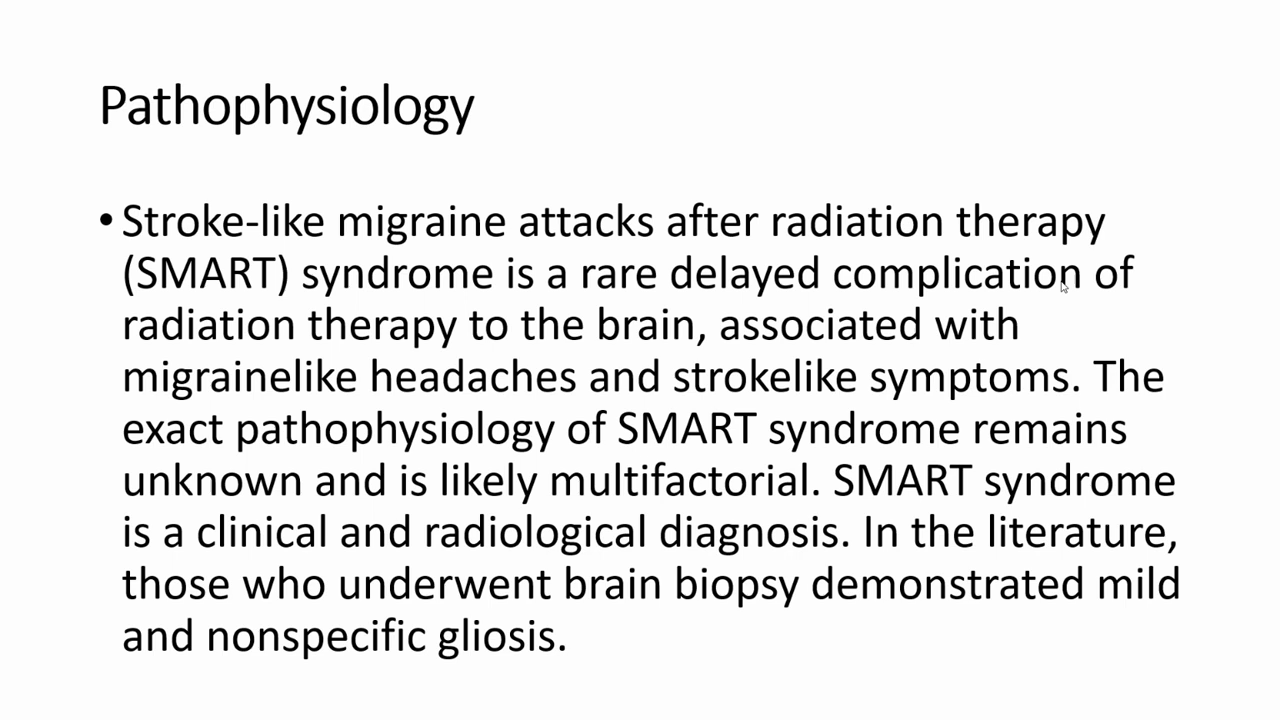 Pathophysiology
• Stroke-like migraine attacks after radiation therapy
(SMART) syndrome is a rare delayed complication of
radiation therapy to the brain, associated with
migrainelike headaches and strokelike symptoms. The
exact pathophysiology of SMART syndrome remains
unknown and is likely multifactorial. SMART syndrome
is a clinical and radiological diagnosis. In the literature,
those who underwent brain biopsy demonstrated mild
and nonspecific gliosis.